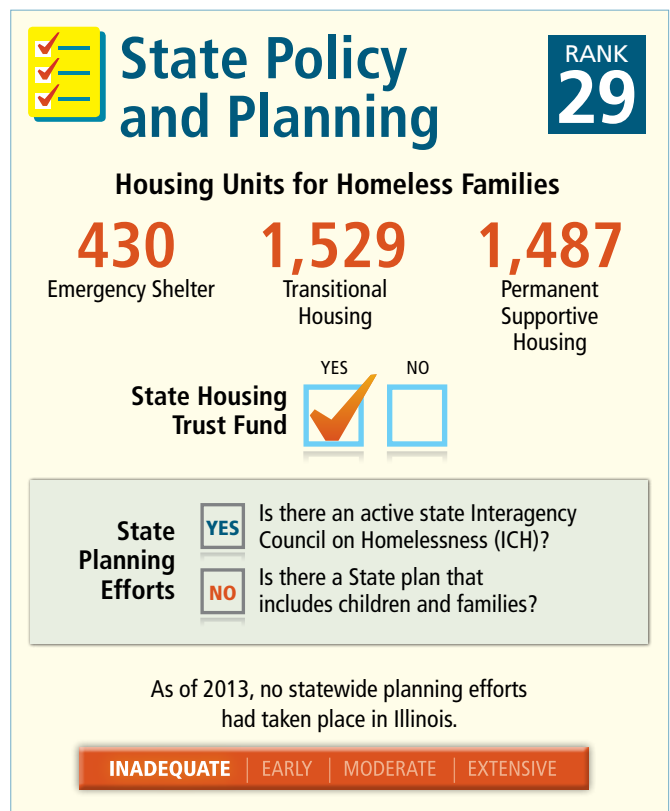 State Policy
and Planning
RANK
29
Housing Units for Homeless Families
430
Emergency Shelter
1,529
Transitional
Housing
1,487
Permanent
Supportive
Housing
YES NO
State Housing
Trust Fund
State
Planning
Efforts
YES
Is there an active state Interagency
Council on Homelessness (ICH)?
NO
Is there a State plan that
includes children and families?
As of 2013, no statewide planning efforts
had taken place in Illinois.
INADEQUATE | EARLY | MODERATE | EXTENSIVE